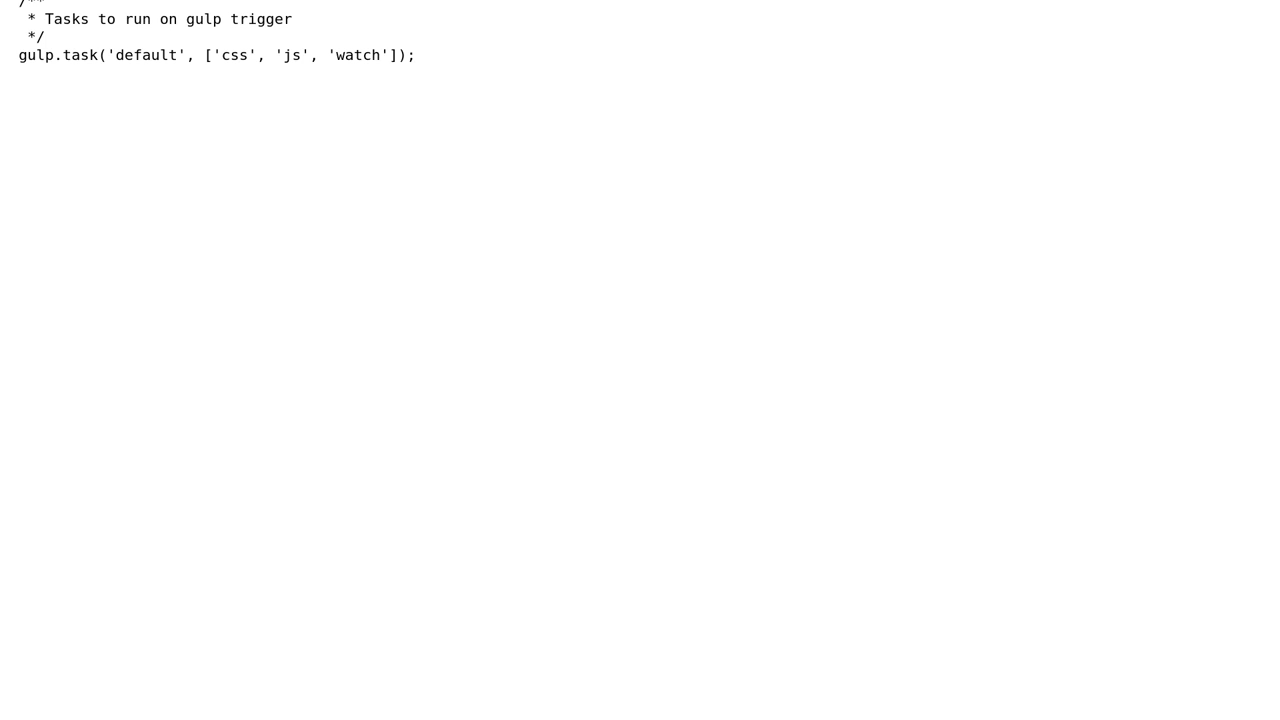 /**
 * Tasks to run on gulp trigger
 */
gulp.task('default', ['css', 'js', 'watch']);